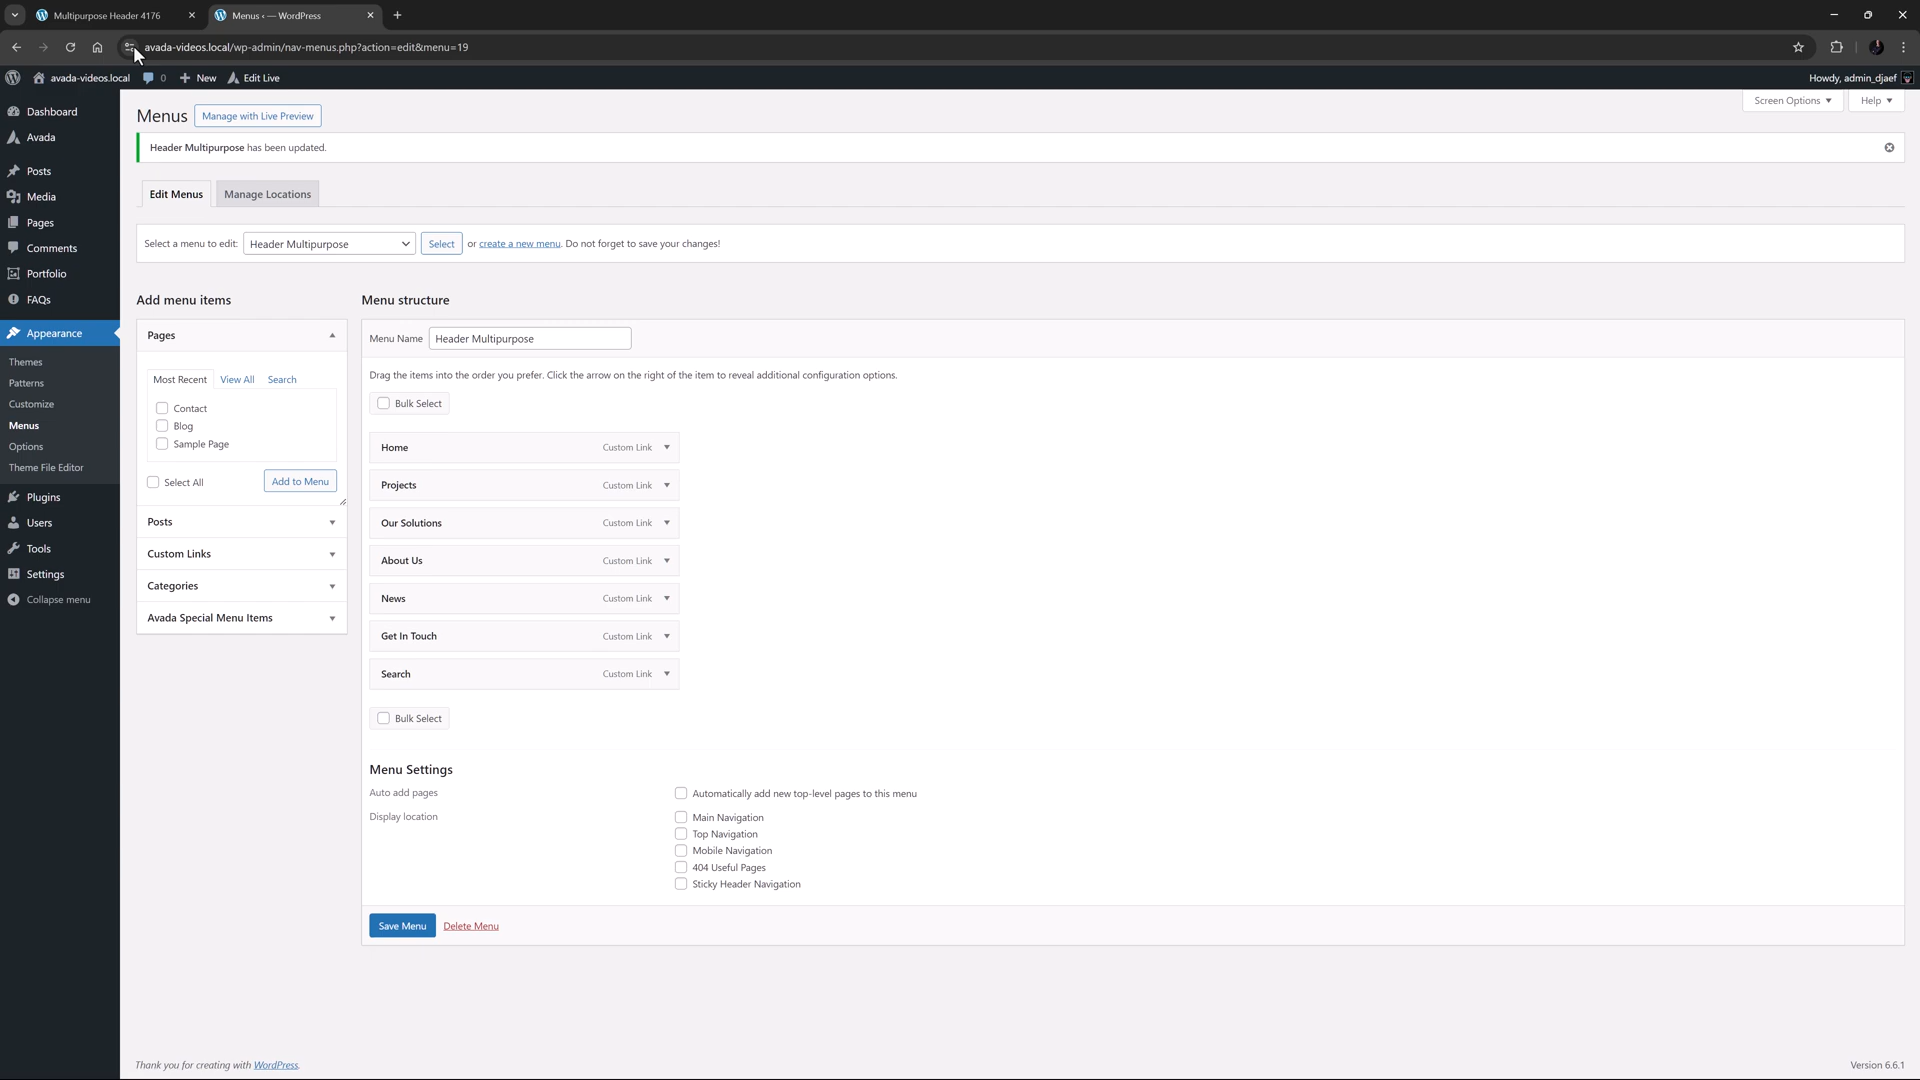 Multipurpose Header 4176
Menus ‹ — WordPress
avada-videos.local/wp-admin/nav-menus.php?action=edit&menu=19
avada-videos.local
0
New
Edit Live
Howdy, admin_djaef
Dashboard
Avada
Posts
Media
Pages
Comments
Portfolio
FAQs
Appearance
Themes
Patterns
Customize
Menus
Options
Theme File Editor
Plugins
Users
Tools
Settings
Collapse menu
Menus
Manage with Live Preview
Screen Options
Help
Header Multipurpose has been updated.
Edit Menus
Manage Locations
Select a menu to edit: Header Multipurpose Select or create a new menu. Do not forget to save your changes!
Add menu items
Pages
Most Recent View All Search
Contact
Blog
Sample Page
Select All
Add to Menu
Posts
Custom Links
Categories
Avada Special Menu Items
Menu structure
Menu Name Header Multipurpose
Drag the items into the order you prefer. Click the arrow on the right of the item to reveal additional configuration options.
Bulk Select
Home Custom Link
Projects Custom Link
Our Solutions Custom Link
About Us Custom Link
News Custom Link
Get In Touch Custom Link
Search Custom Link
Bulk Select
Menu Settings
Auto add pages
Automatically add new top-level pages to this menu
Display location
Main Navigation
Top Navigation
Mobile Navigation
404 Useful Pages
Sticky Header Navigation
Save Menu
Delete Menu
Thank you for creating with WordPress.
Version 6.6.1